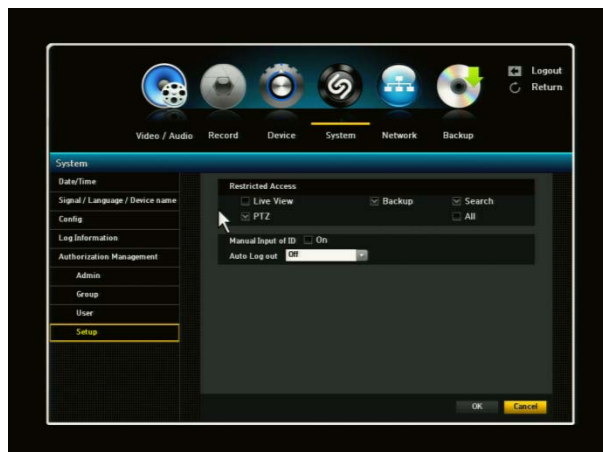 Logout
Return
Video / Audio Record Device System Network Backup
System
Date/Time
Signal / Language / Device name
Config
Log Information
Authorization Management
Admin
Group
User
Setup
Restricted Access
Live View Backup Search
PTZ All
Manual Input of ID On
Auto Log out Off
OK Cancel